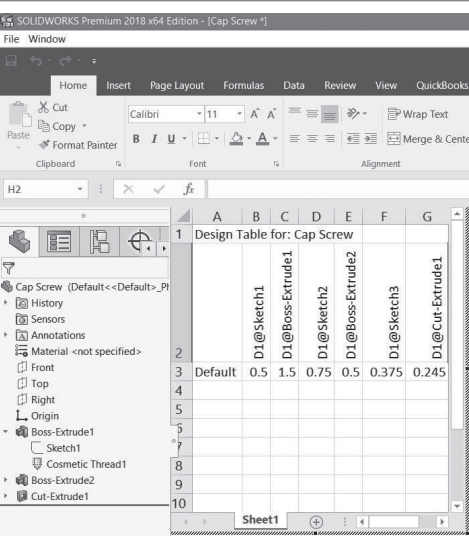 SOLIDWORKS Premium 2018 x64 Edition - [Cap Screw *]
File Window
Home Insert Page Layout Formulas Data Review View QuickBooks
Cut
Copy
Format Painter
Paste
Calibri 11 A A
B I U A
Wrap Text
Merge & Cente
Clipboard Font Alignment
H2 fx
A B C D E F G
1 Design Table for: Cap Screw
2 D1@Sketch1 D1@Boss-Extrude1 D1@Sketch2 D1@Boss-Extrude2 D1@Sketch3 D1@Cut-Extrude1
3 Default 0.5 1.5 0.75 0.5 0.375 0.245
4
5
6
7
8
9
10
Cap Screw (Default<<Default>_Ph
History
Sensors
Annotations
Material <not specified>
Front
Top
Right
Origin
Boss-Extrude1
Sketch1
Cosmetic Thread1
Boss-Extrude2
Cut-Extrude1
Sheet1